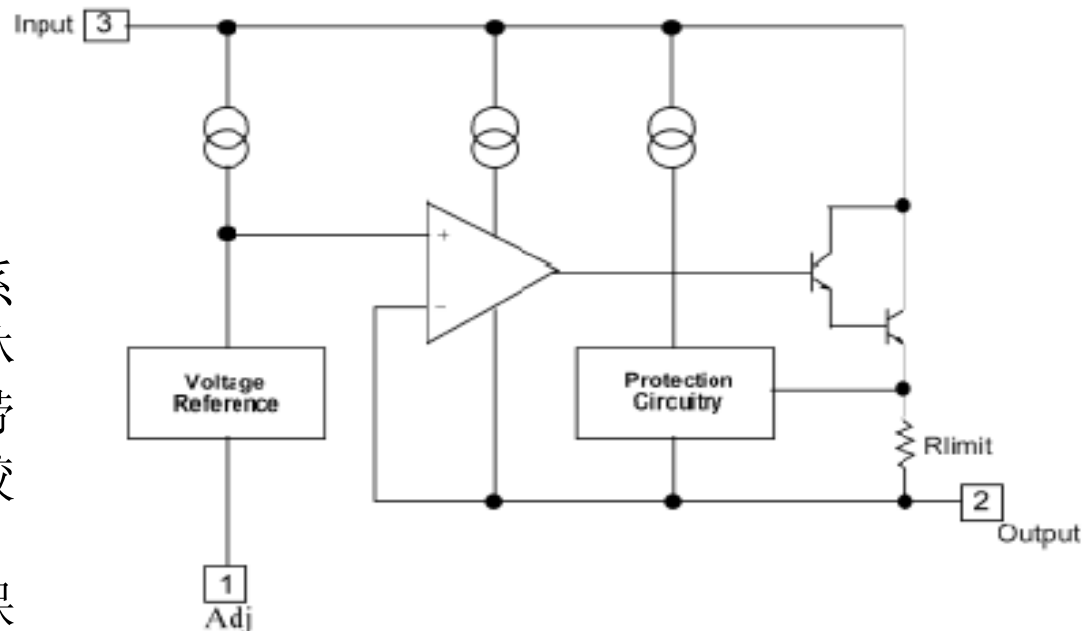 Input 3
Voltage
Reference
Protection
Circuitry
Rlimit
2
Output
1
Adj
+
−